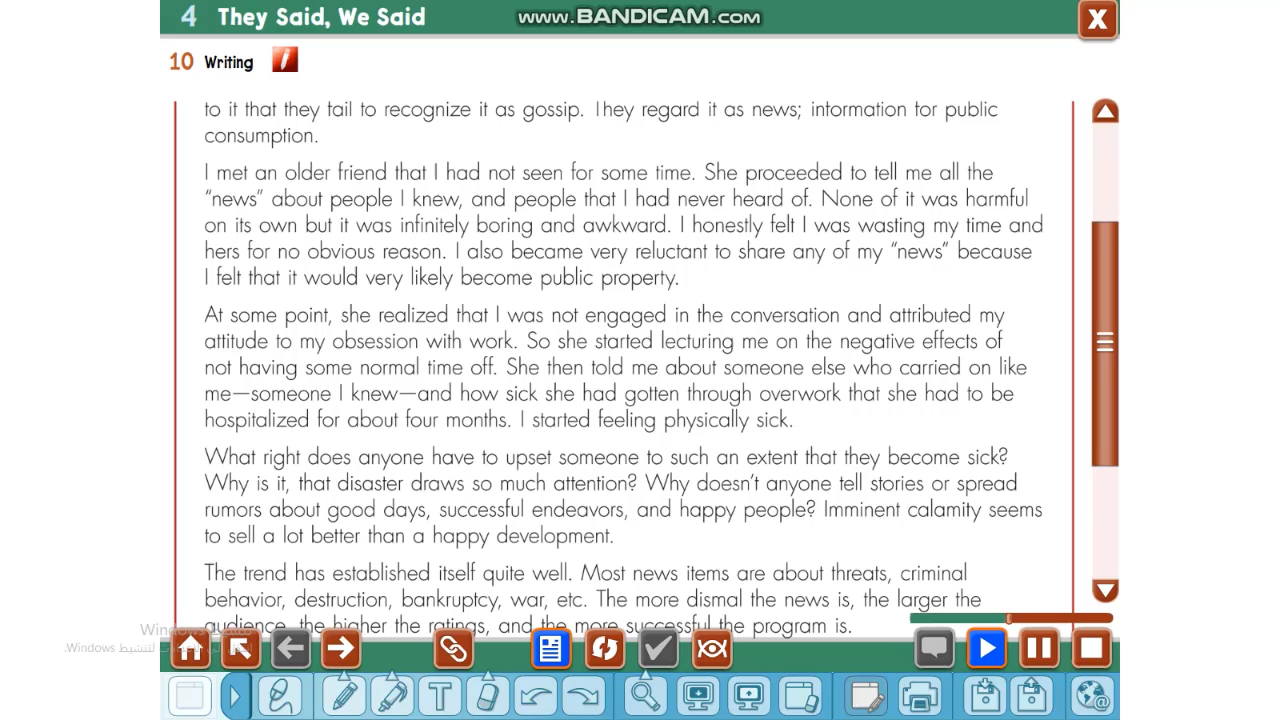 4 They Said, We Said
www.BANDICAM.com
X
10 Writing
to it that they fail to recognize it as gossip. They regard it as news; information for public
consumption.
I met an older friend that I had not seen for some time. She proceeded to tell me all the
“news” about people I knew, and people that I had never heard of. None of it was harmful
on its own but it was infinitely boring and awkward. I honestly felt I was wasting my time and
hers for no obvious reason. I also became very reluctant to share any of my “news” because
I felt that it would very likely become public property.
At some point, she realized that I was not engaged in the conversation and attributed my
attitude to my obsession with work. So she started lecturing me on the negative effects of
not having some normal time off. She then told me about someone else who carried on like
me—someone I knew—and how sick she had gotten through overwork that she had to be
hospitalized for about four months. I started feeling physically sick.
What right does anyone have to upset someone to such an extent that they become sick?
Why is it, that disaster draws so much attention? Why doesn’t anyone tell stories or spread
rumors about good days, successful endeavors, and happy people? Imminent calamity seems
to sell a lot better than a happy development.
The trend has established itself quite well. Most news items are about threats, criminal
behavior, destruction, bankruptcy, war, etc. The more dismal the news is, the larger the
audience, the higher the ratings, and the more successful the program is.
Windows
لتنشيط Windows.
T